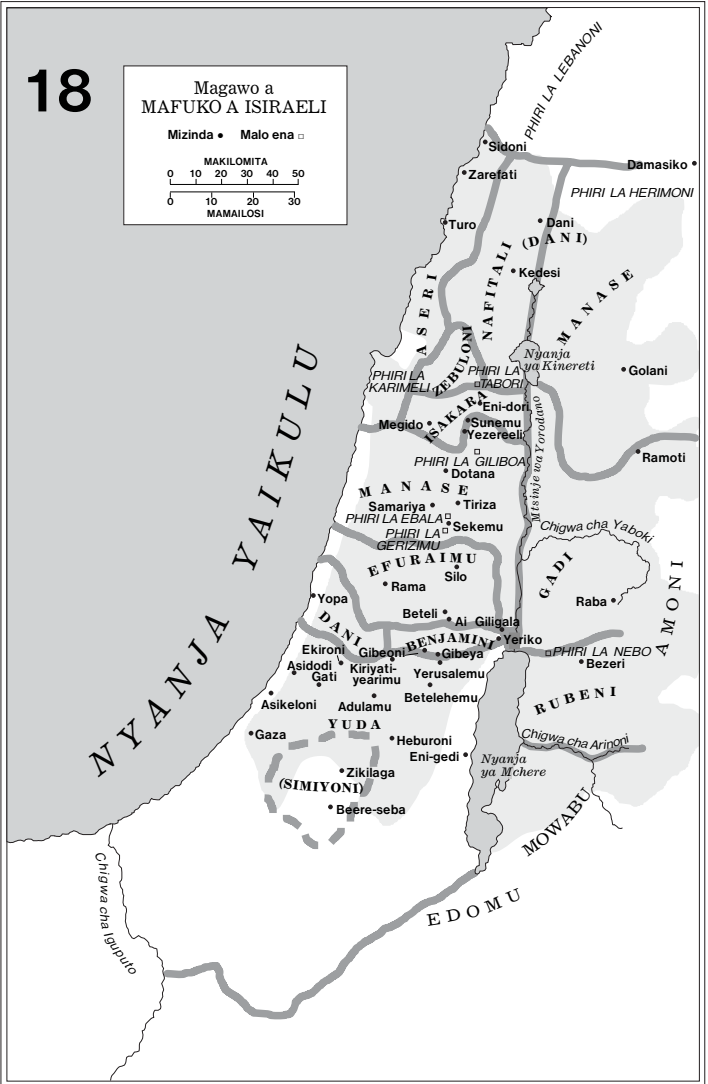 18
Magawo a
MAFUKO A ISIRAELI
Mizinda • Malo ena □
MAKILOMITA
0 10 20 30 40 50
0 10 20 30
MAMAILOSI
PHIRI LA LEBANONI
Sidoni
Damasiko
Zarefati
PHIRI LA HERIMONI
Turo
Dani
(DANI)
NAFITALI
Kedesi
ASERI
MANASE
ZEBULONI
Nyanja
ya Kinereti
Golani
PHIRI LA
KARIMELI
PHIRI LA
TABORI
Eni-dori
ISAKARA
Megido
Sunemu
Yezereeli
Mtsinje wa Yorodano
Ramoti
PHIRI LA GILIBOA
Dotana
MANASE
Samariya
Tiriza
PHIRI LA EBALA
Sekemu
PHIRI LA
GERIZIMU
Chigwa cha Yaboki
EFURAIMU
Silo
Rama
GADI
Raba
AMONI
NYANJA YAIKULU
Yopa
DANI
Beteli
Ai
Giligala
BENJAMINI
Yeriko
Ekironi
Gibeoni
Gibeya
PHIRI LA NEBO
Bezeri
Asidodi
Gati
Kiriyati-
yearimu
Yerusalemu
Betelehemu
RUBENI
Asikeloni
Adulamu
YUDA
Gaza
Heburoni
Eni-gedi
Chigwa cha Arinoni
Nyanja
ya Mchere
Zikilaga
(SIMIYONI)
Beere-seba
MOWABU
EDOMU
Chigwa cha Iguputo